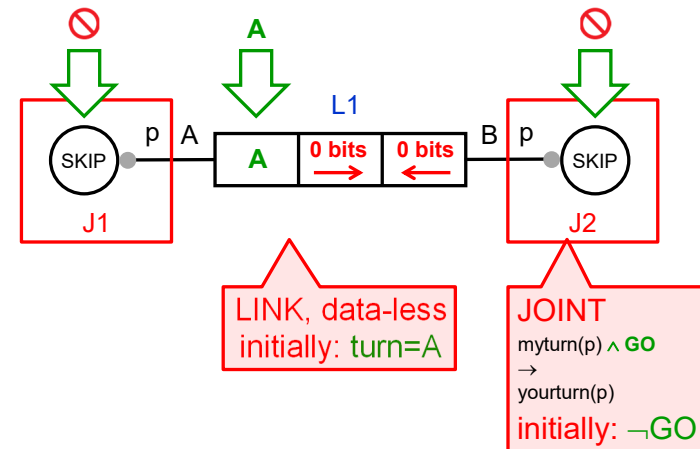 A
L1
p
A
B
p
SKIP
A
0 bits
0 bits
SKIP
J1
J2
LINK, data-less
initially: turn=A
JOINT
myturn(p) ∧ GO
→
yourturn(p)
initially: ¬GO